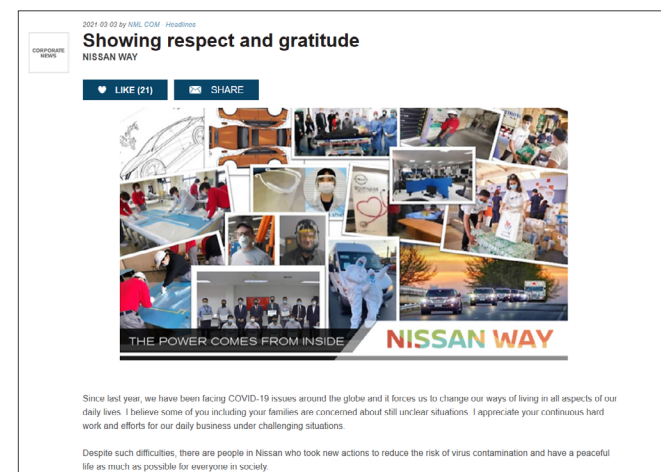 2021-03-03 by NML COM · Headlines
CORPORATE
NEWS
Showing respect and gratitude
NISSAN WAY
LIKE (21)
SHARE
THE POWER COMES FROM INSIDE
NISSAN WAY
Since last year, we have been facing COVID-19 issues around the globe and it forces us to change our ways of living in all aspects of our
daily lives. I believe some of you including your families are concerned about still unclear situations. I appreciate your continuous hard
work and efforts for our daily business under challenging situations.
Despite such difficulties, there are people in Nissan who took new actions to reduce the risk of virus contamination and have a peaceful
life as much as possible for everyone in society.